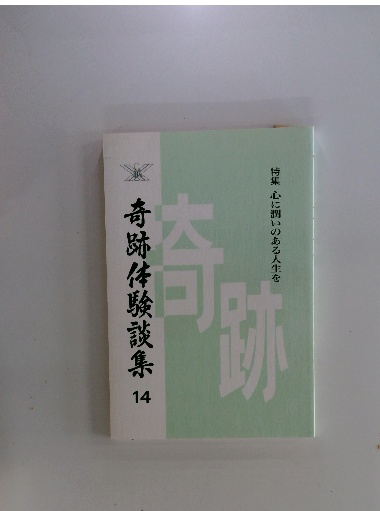 特集 心に潤いのある人生を
奇跡
奇跡体験談集
14